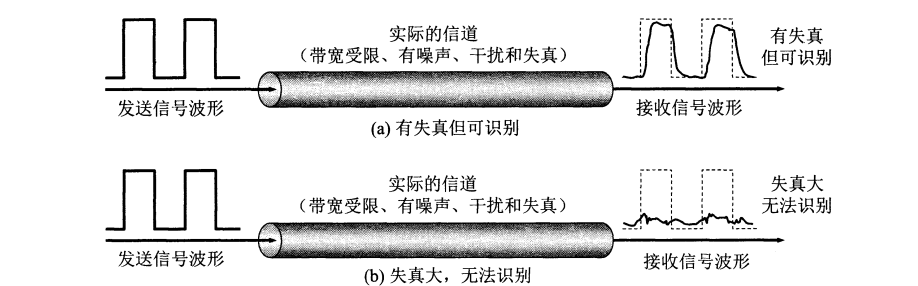 实际的信道
（带宽受限、有噪声、干扰和失真）
有失真
但可识别
发送信号波形
接收信号波形
(a) 有失真但可识别
实际的信道
（带宽受限、有噪声、干扰和失真）
失真大
无法识别
发送信号波形
接收信号波形
(b) 失真大，无法识别